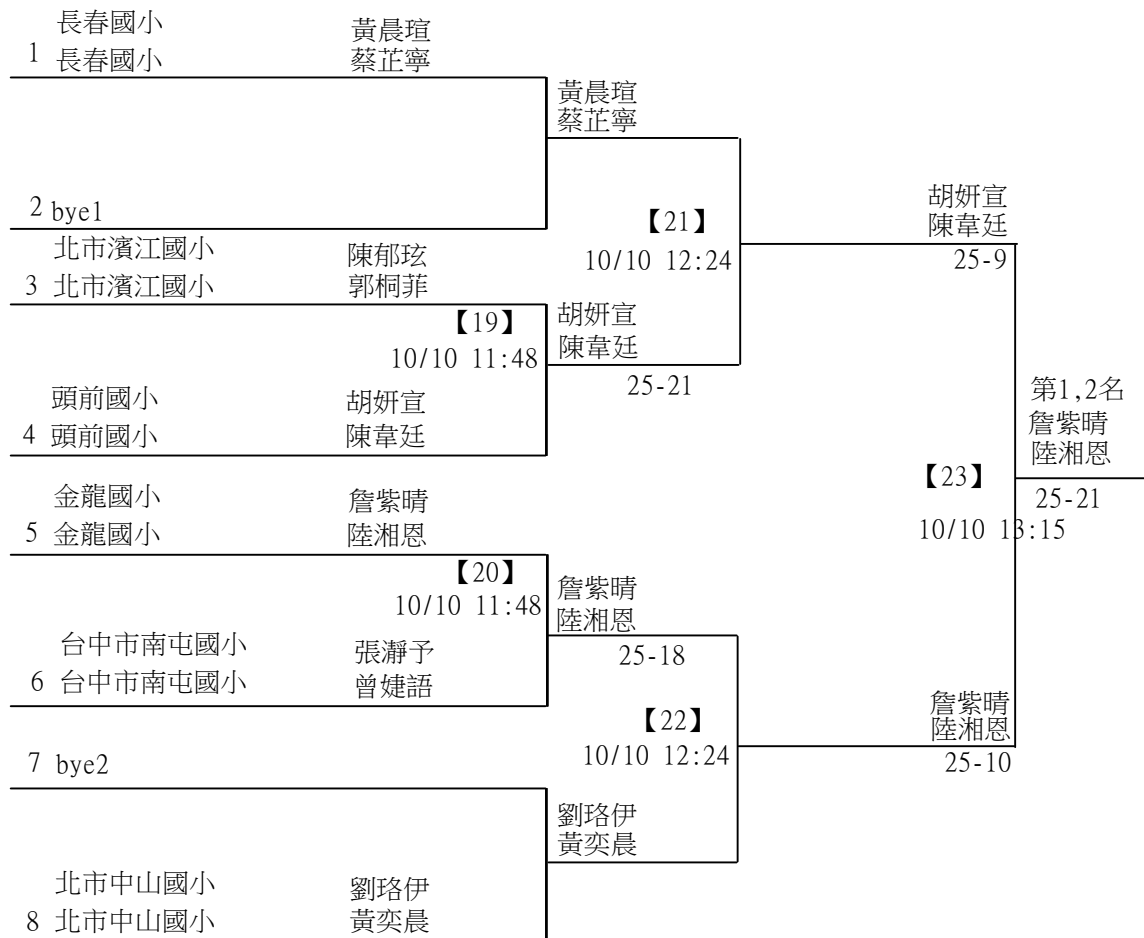 長春國小 黃晨瑄
1 長春國小 蔡芷寧
黃晨瑄
蔡芷寧
2 bye1
【21】
10/10 12:24
胡妍宣
陳韋廷
25-9
北市濱江國小 陳郁玹
3 北市濱江國小 郭桐菲
【19】
10/10 11:48
胡妍宣
陳韋廷
25-21
頭前國小 胡妍宣
4 頭前國小 陳韋廷
第1,2名
詹紫晴
陸湘恩
25-21
【23】
10/10 13:15
金龍國小 詹紫晴
5 金龍國小 陸湘恩
【20】
10/10 11:48
詹紫晴
陸湘恩
25-18
台中市南屯國小 張瀞予
6 台中市南屯國小 曾婕語
【22】
10/10 12:24
詹紫晴
陸湘恩
25-10
7 bye2
劉珞伊
黃奕晨
北市中山國小 劉珞伊
8 北市中山國小 黃奕晨